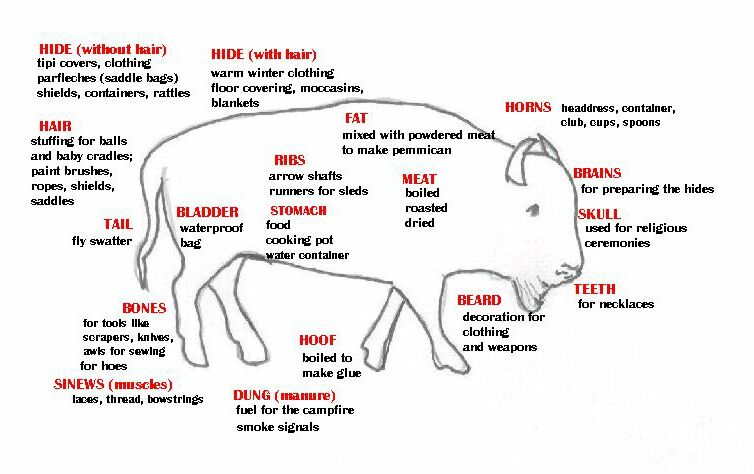 HIDE (without hair)
tipi covers, clothing
parfleches (saddle bags)
shields, containers, rattles
HIDE (with hair)
warm winter clothing
floor covering, moccasins,
blankets
HORNS headdress, container,
club, cups, spoons
FAT
mixed with powdered meat
to make pemmican
HAIR
stuffing for balls
and baby cradles;
paint brushes,
ropes, shields,
saddles
RIBS
arrow shafts
runners for sleds
MEAT
boiled
roasted
dried
BRAINS
for preparing the hides
TAIL
fly swatter
BLADDER
waterproof
bag
STOMACH
food
cooking pot
water container
SKULL
used for religious
ceremonies
TEETH
for necklaces
BEARD
decoration for
clothing
and weapons
BONES
for tools like
scrapers, knives,
awls for sewing
for hoes
HOOF
boiled to
make glue
SINEWS (muscles)
laces, thread, bowstrings
DUNG (manure)
fuel for the campfire
smoke signals